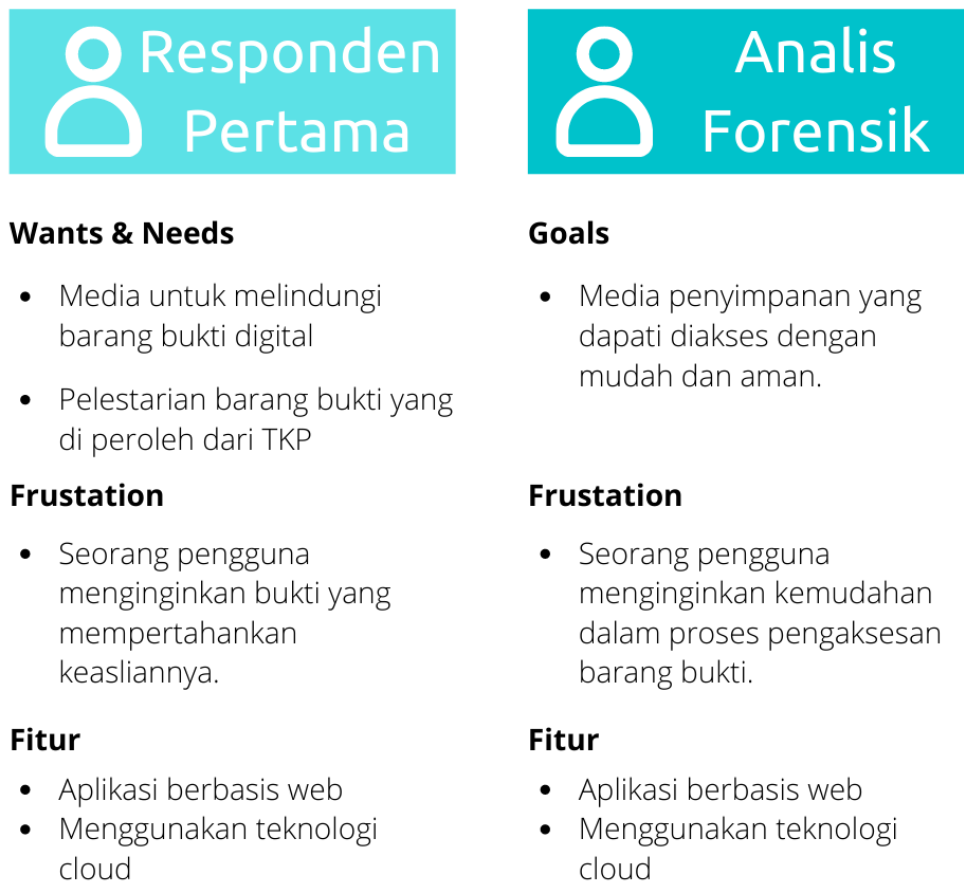 Responden
Pertama
Wants & Needs
• Media untuk melindungi
barang bukti digital
• Pelestarian barang bukti yang
di peroleh dari TKP
Frustation
• Seorang pengguna
menginginkan bukti yang
mempertahankan
keasliannya.
Fitur
• Aplikasi berbasis web
• Menggunakan teknologi
cloud
Analis
Forensik
Goals
• Media penyimpanan yang
dapati diakses dengan
mudah dan aman.
Frustation
• Seorang pengguna
menginginkan kemudahan
dalam proses pengaksesan
barang bukti.
Fitur
• Aplikasi berbasis web
• Menggunakan teknologi
cloud